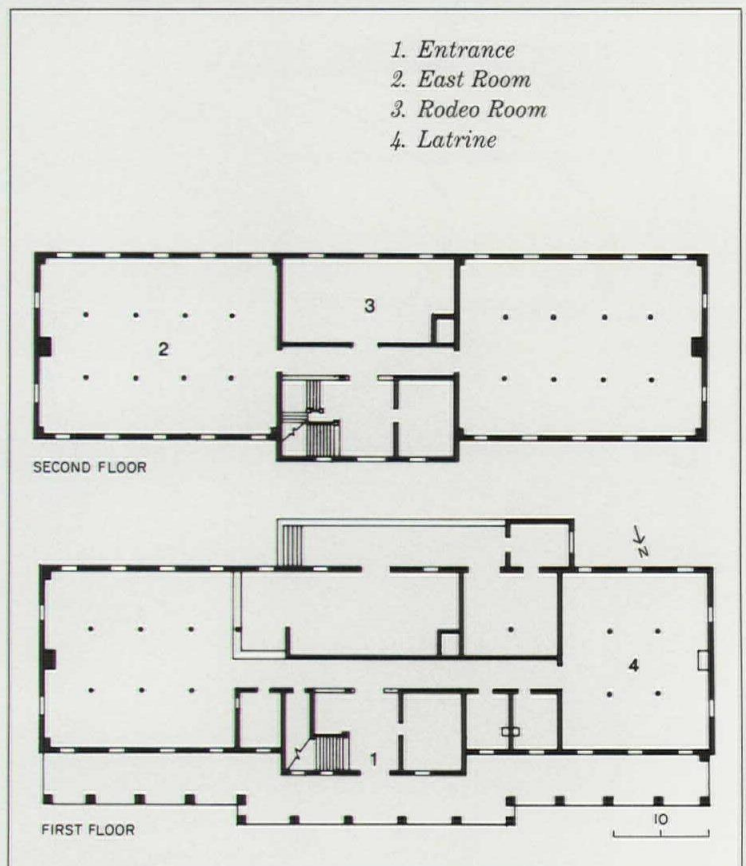 1. Entrance
2. East Room
3. Rodeo Room
4. Latrine
3
2
SECOND FLOOR
N
4
1
10
FIRST FLOOR